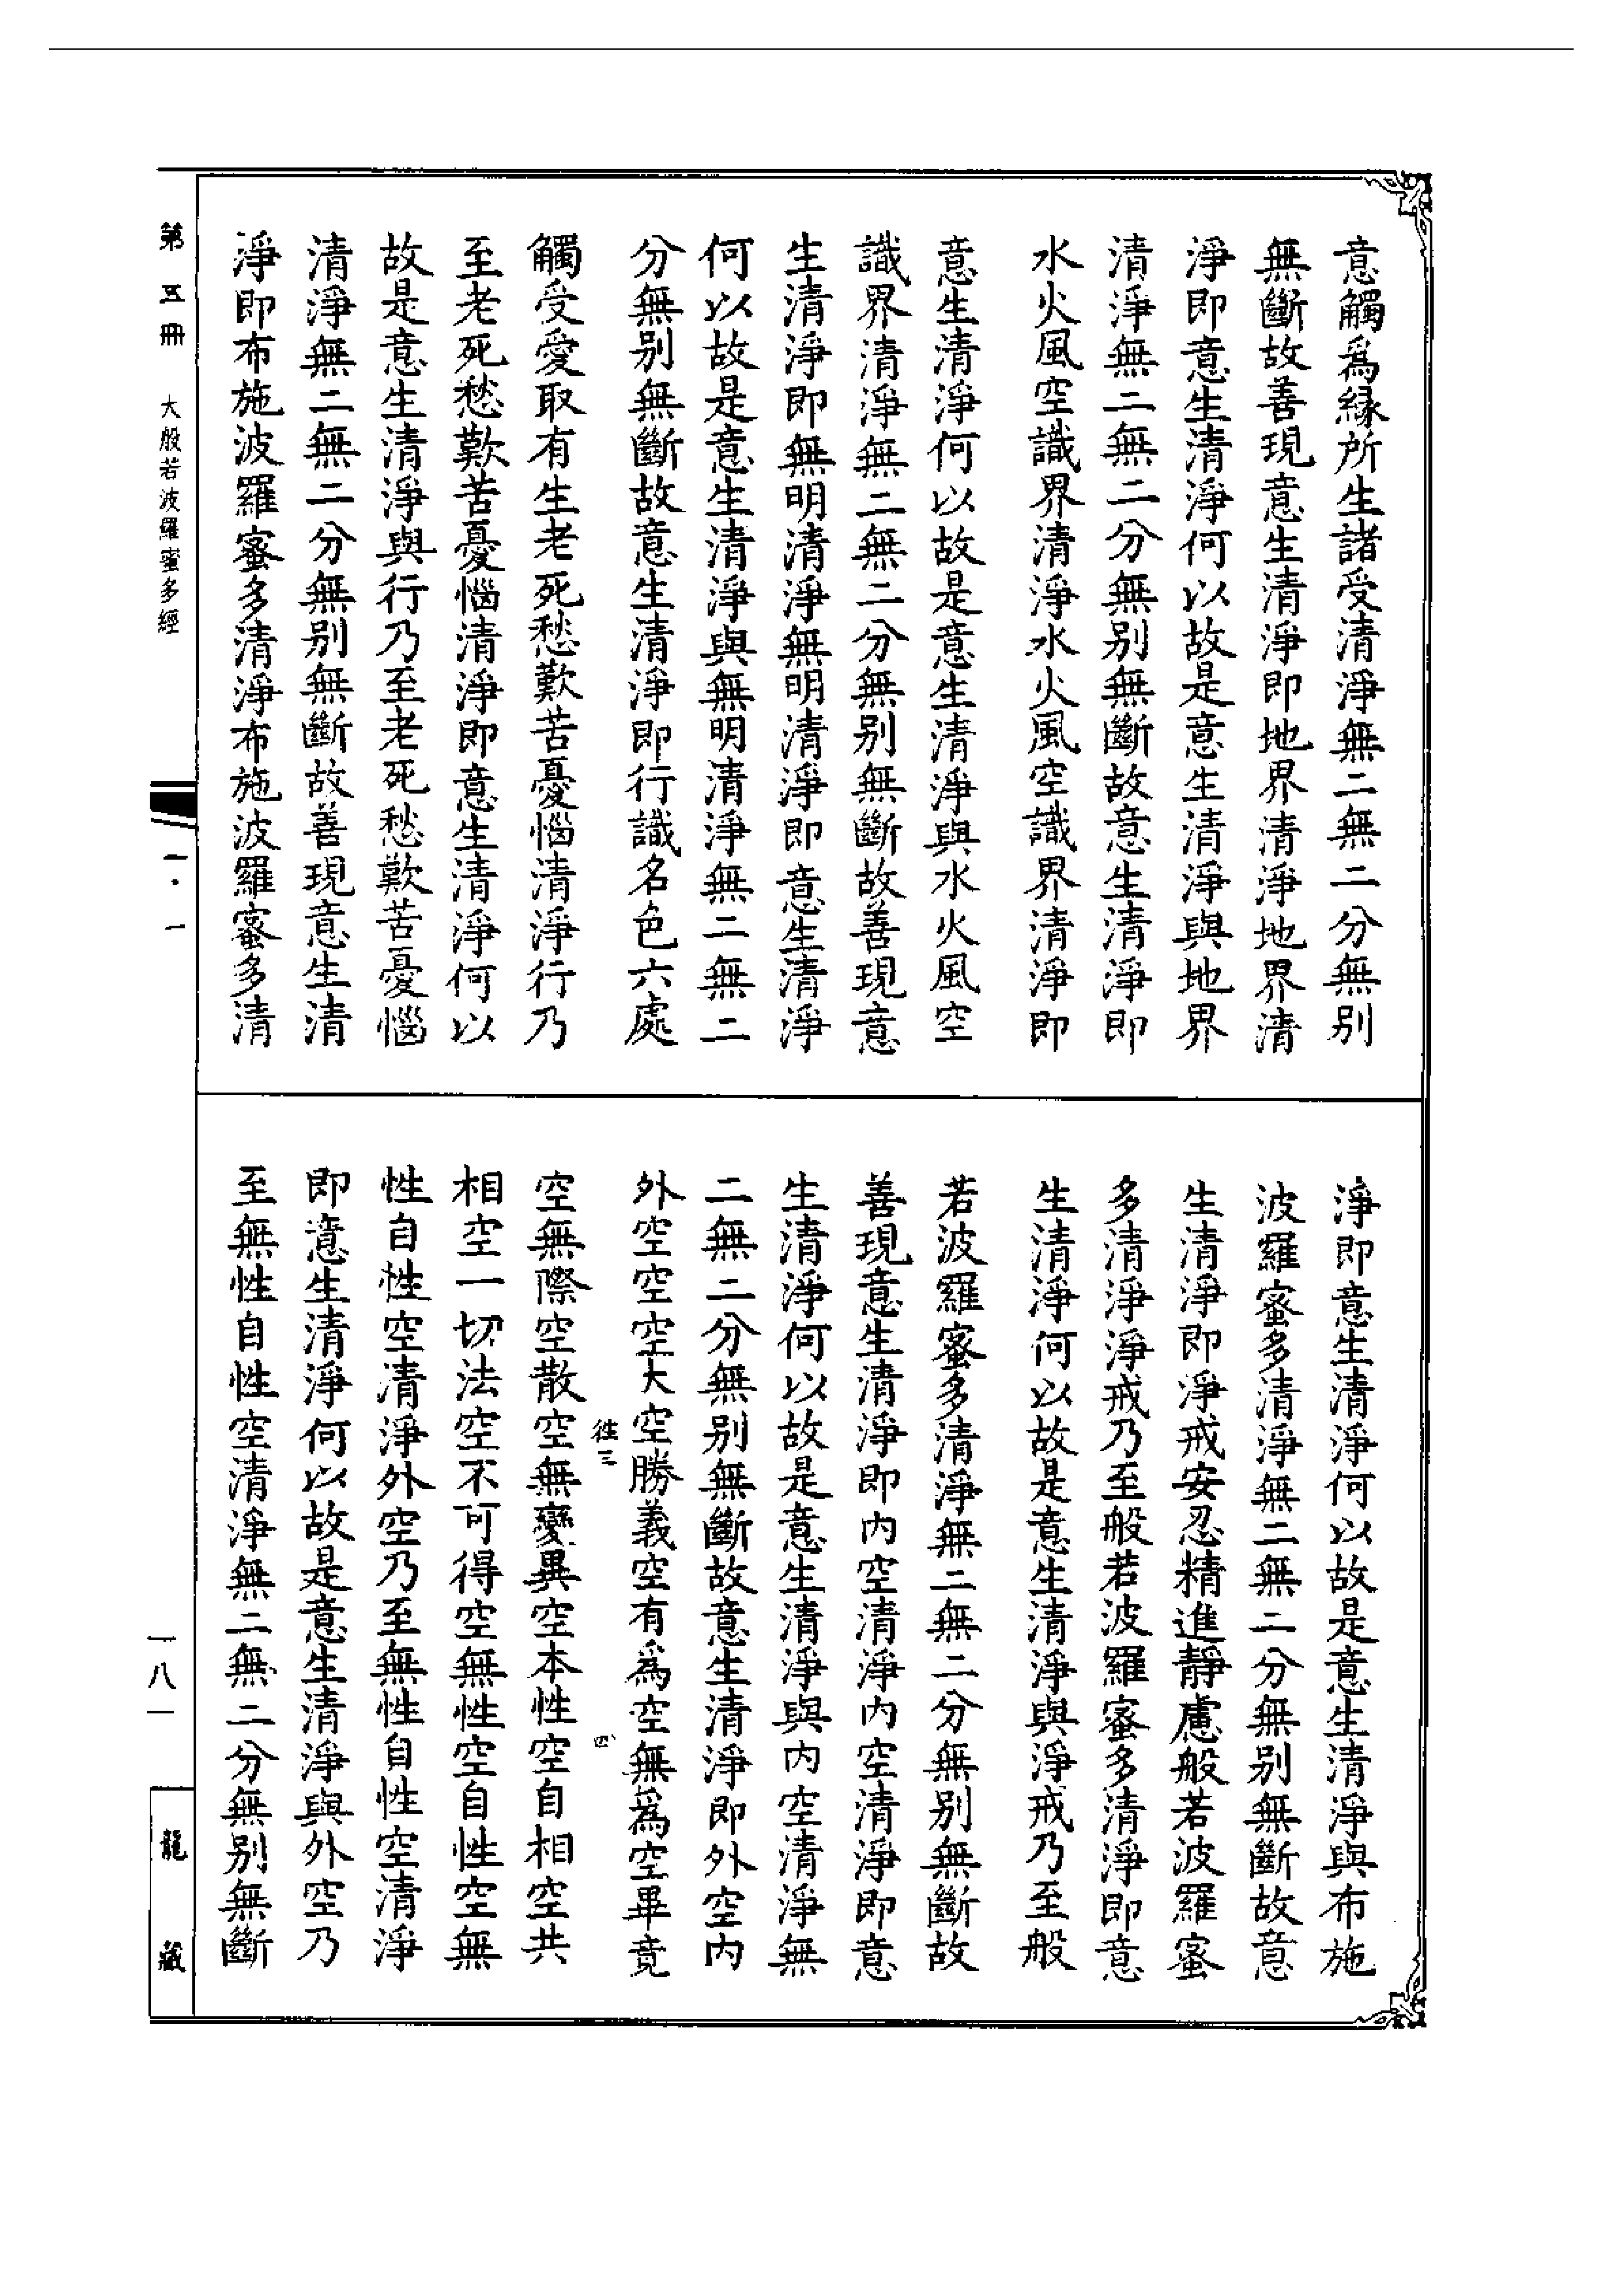 意觸爲緣所生諸受清淨無二無二分無别
無斷故善現意生清淨即地界清淨地界清
淨即意生清淨何以故是意生清淨與地界
清淨無二無二分無别無斷故意生清淨即
水火風空識界清淨水火風空識界清淨即
意生清淨何以故是意生清淨與水火風空
識界清淨無二無二分無别無斷故善現意
生清淨即無明清淨無明清淨即意生清淨
何以故是意生清淨與無明清淨無二無二
分無别無斷故意生清淨即行識名色六處
觸受愛取有生老死愁歎苦憂惱清淨行乃
至老死愁歎苦憂惱清淨即意生清淨何以
故是意生清淨與行乃至老死愁歎苦憂惱
清淨無二無二分無别無斷故善現意生清
淨即布施波羅蜜多清淨布施波羅蜜多清
淨即意生清淨何以故是意生清淨與布施
波羅蜜多清淨無二無二分無别無斷故意
生清淨即淨戒安忍精進靜慮般若波羅蜜
多清淨淨戒乃至般若波羅蜜多清淨即意
生清淨何以故是意生清淨與淨戒乃至般
若波羅蜜多清淨無二無二分無别無斷故
善現意生清淨即内空清淨内空清淨即意
生清淨何以故是意生清淨與内空清淨無
二無二分無别無斷故意生清淨即外空内
外空空空大空勝義空有爲空無爲空畢竟
空無際空散空無變異空本性空自相空共
相空一切法空不可得空無性空自性空無
性自性空清淨外空乃至無性自性空清淨
即意生清淨何以故是意生清淨與外空乃
至無性自性空清淨無二無二分無别無斷
三
四
第五冊 大般若波羅蜜多經
一·一
一八一
龍藏